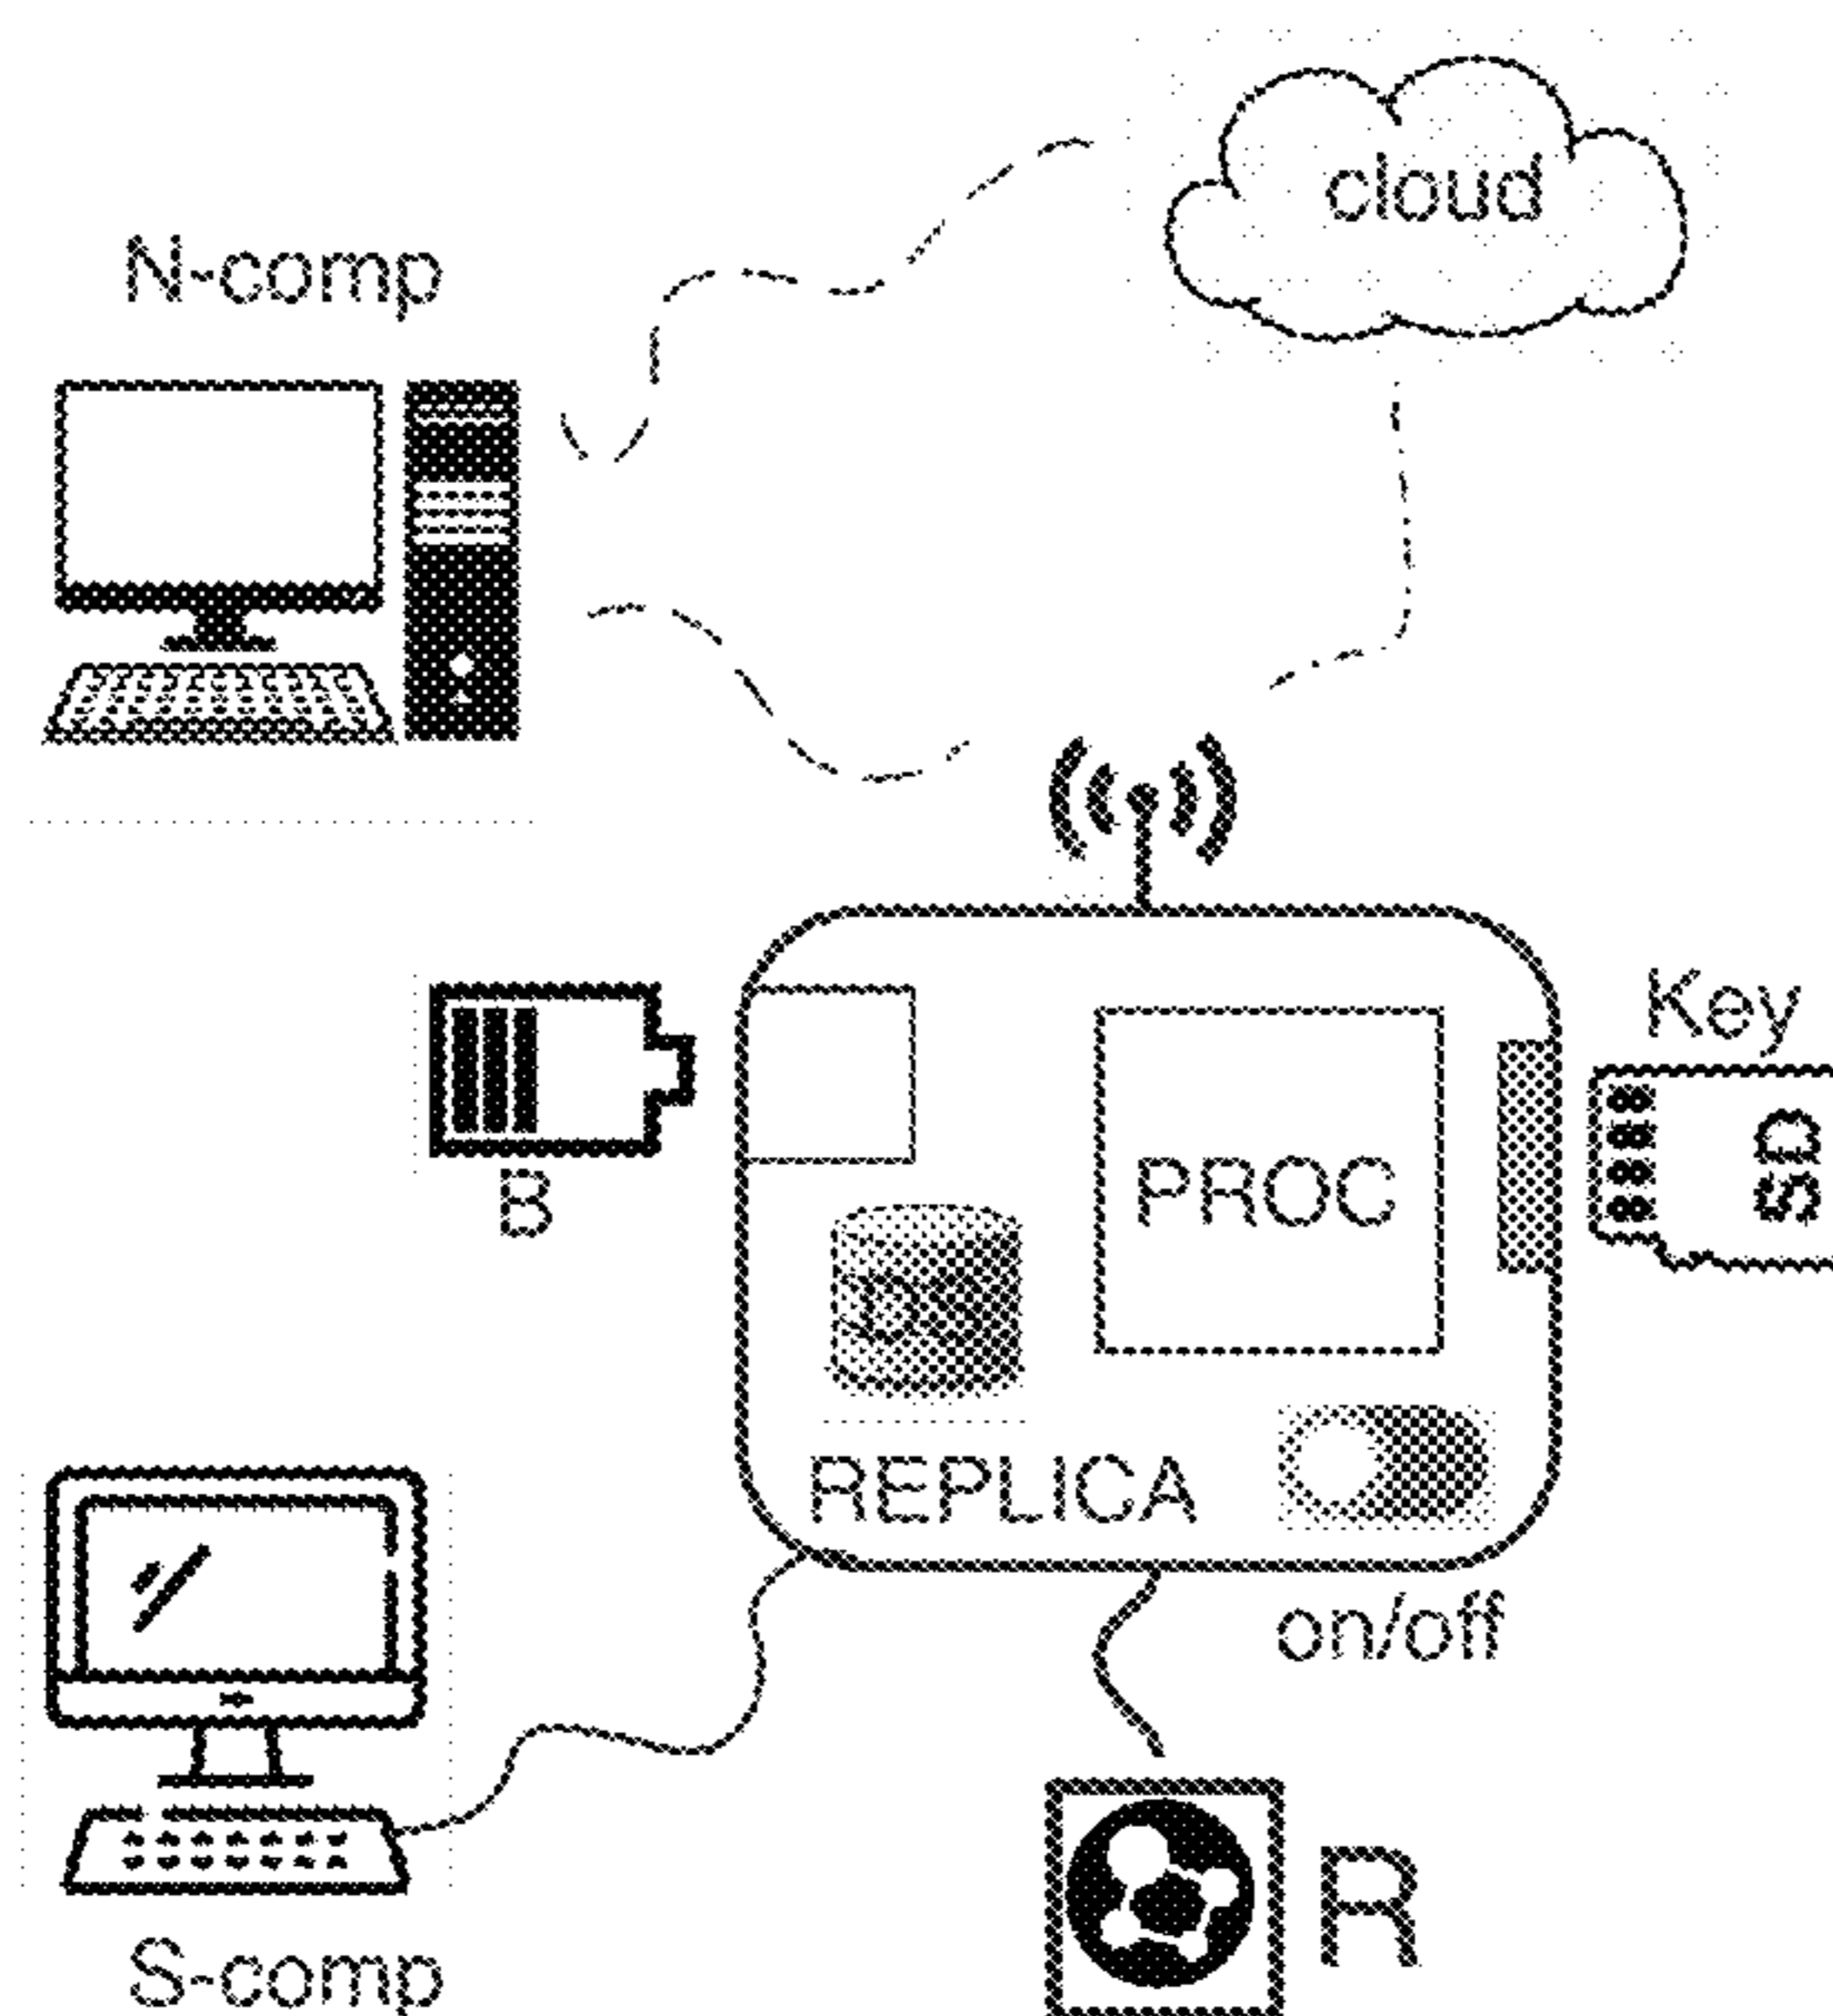 cloud
N-comp
Key
SD
B
PROC
REPLICA
on/off
R
S-comp